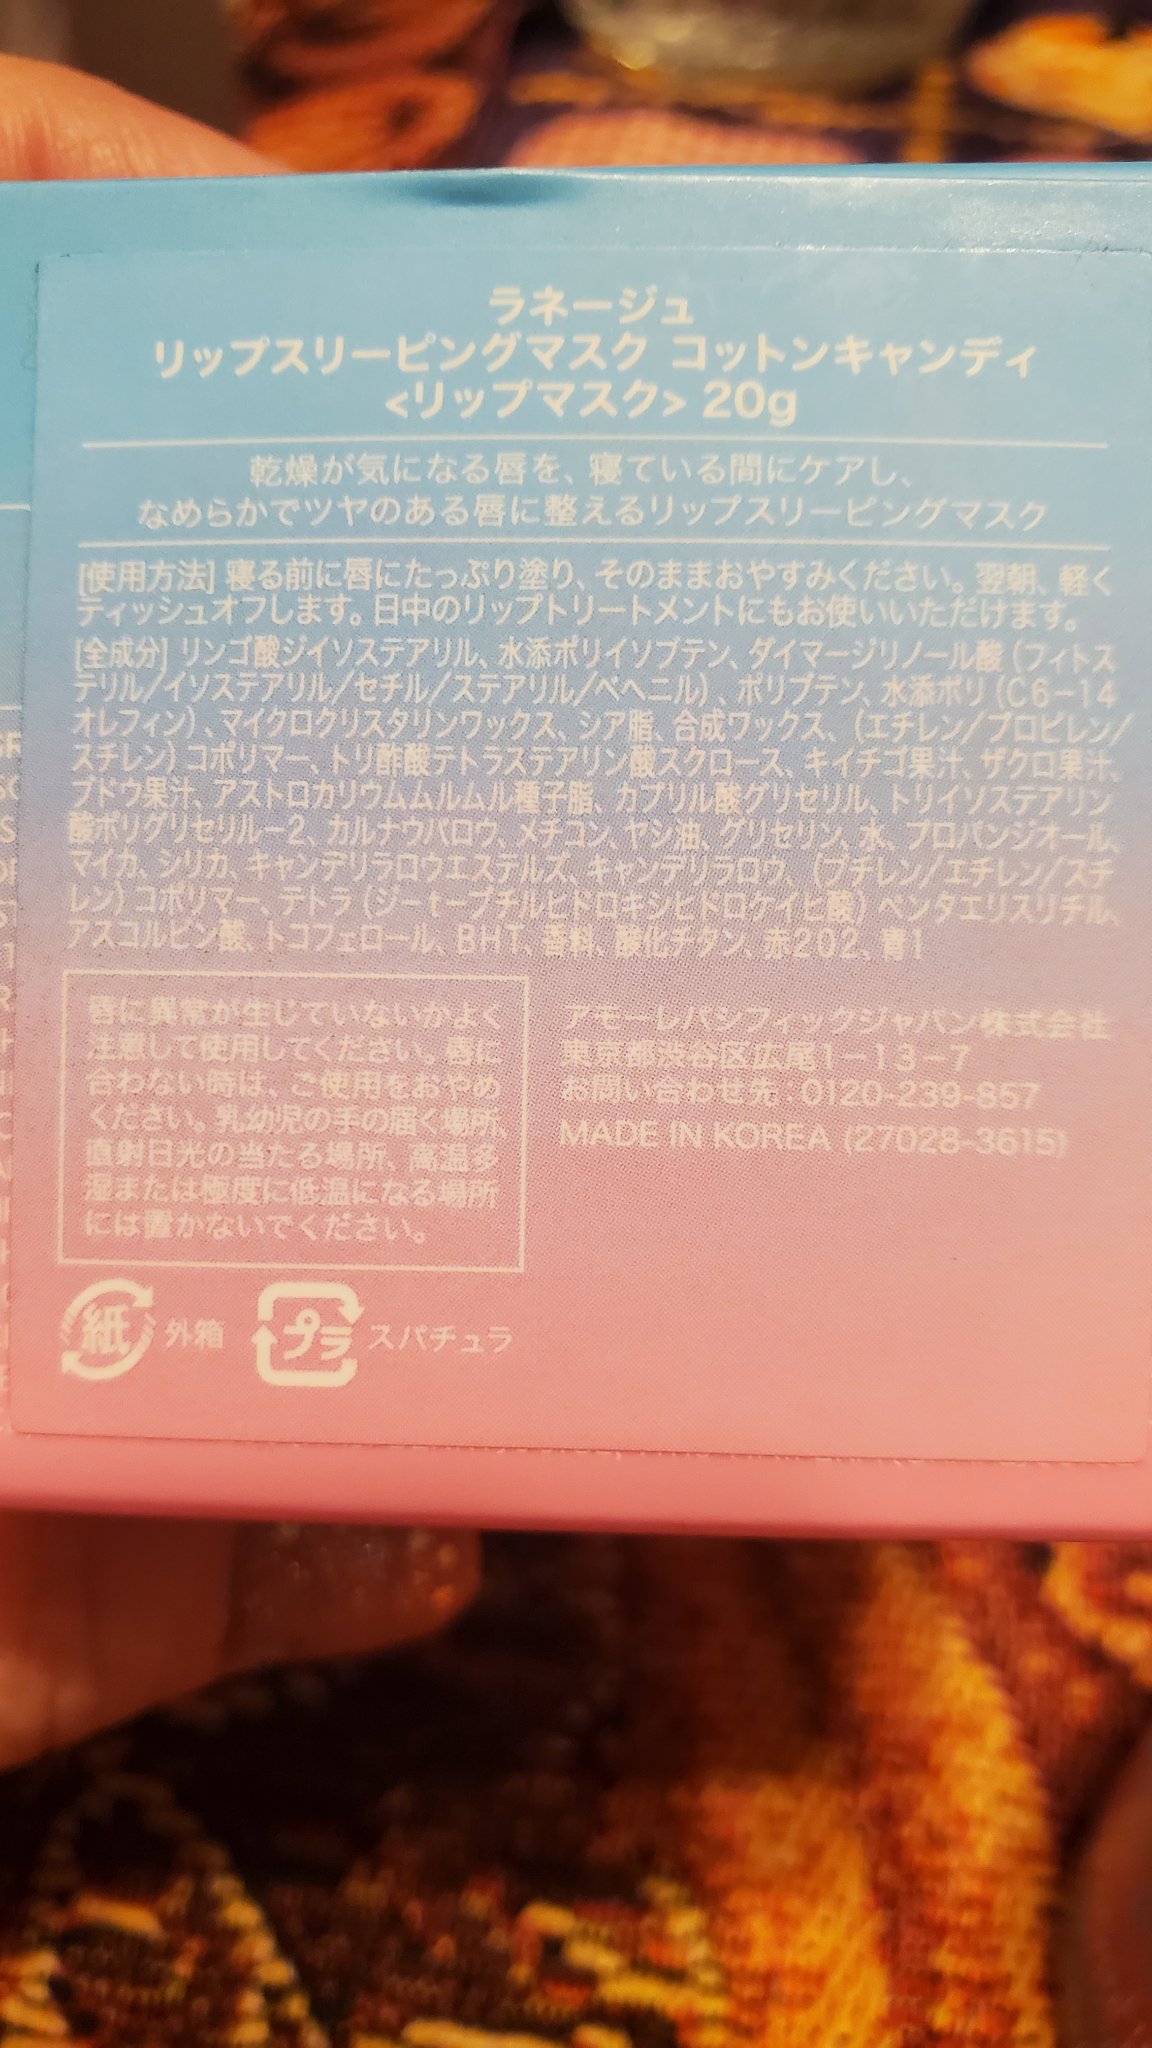 ラネージュ
リップスリーピングマスク コットンキャンディ
<リップマスク> 20g
乾燥が気になる唇を、寝ている間にケアし、
なめらかでツヤのある唇に整えるリップスリーピングマスク
[使用方法] 寝る前に唇にたっぷり塗り、そのままおやすみください。翌朝、軽く
ティッシュオフします。日中のリップトリートメントにもお使いいただけます。
[全成分] リンゴ酸ジイソステアリル、水添ポリイソブテン、ダイマージリノール酸 (フィトス
テリル/イソステアリル/セチル/ステアリル/ベヘニル) 、ポリブテン、水添ポリ (C6-14
オレフィン) 、マイクロクリスタリンワックス、シア脂、合成ワックス、 (エチレン/プロピレン/
スチレン) コポリマー、トリ酢酸テトラステアリン酸スクロース、キイチゴ果汁、ザクロ果汁、
ブドウ果汁、アストロカリウムムルムル種子脂、カプリル酸グリセリル、トリイソステアリン
酸ポリグリセリル-2、カルナウバロウ、メチコン、ヤシ油、グリセリン、水、プロパンジオール、
マイカ、シリカ、キャンデリラロウエステルズ、キャンデリラロウ、 (ブチレン/エチレン/スチ
レン) コポリマー、テトラ (ジ-t-ブチルヒドロキシヒドロケイヒ酸) ペンタエリスリチル、
アスコルビン酸、トコフェロール、BHT、香料、酸化チタン、赤202、青1
唇に異常が生じていないかよく
注意して使用してください。唇に
合わない時は、ご使用をおやめ
ください。乳幼児の手の届く場所、
直射日光の当たる場所、高温多
湿または極度に低温になる場所
には置かないでください。
アモーレパシフィックジャパン株式会社
東京都渋谷区広尾1-13-7
お問い合わせ先：0120-239-857
MADE IN KOREA (27028-3615)
紙 外箱 プラ スパチュラ